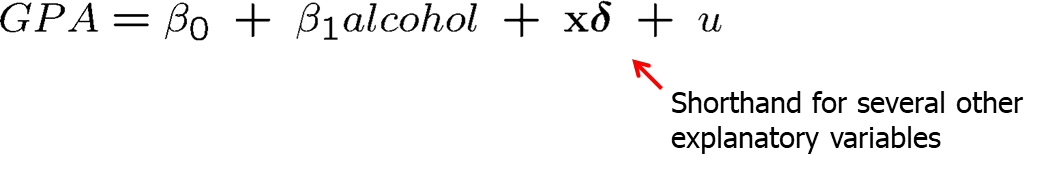 GPA = β₀ + β₁alcohol + xδ + u
Shorthand for several other
explanatory variables